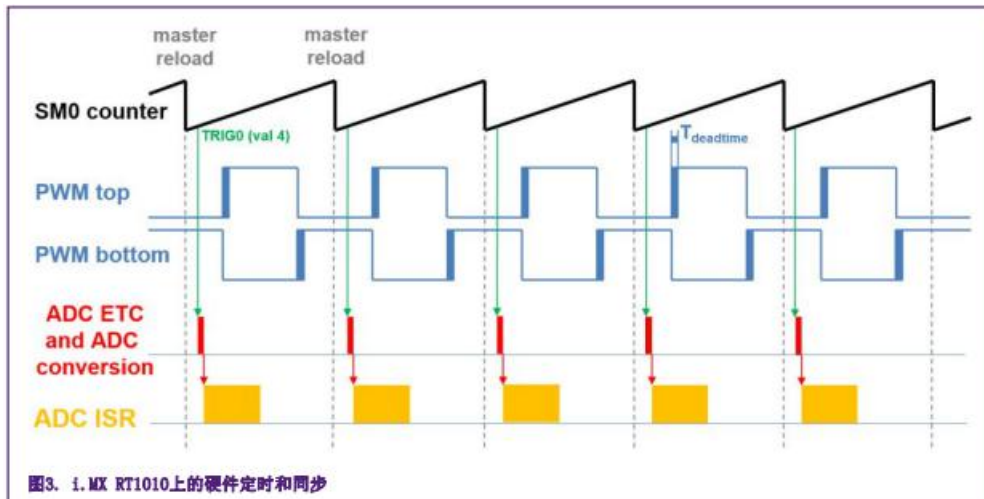 master
reload
master
reload
SM0 counter
TRIG0 (val 4)
Tdeadtime
PWM top
PWM bottom
ADC ETC
and ADC
conversion
ADC ISR
图3. i.MX RT1010上的硬件定时和同步